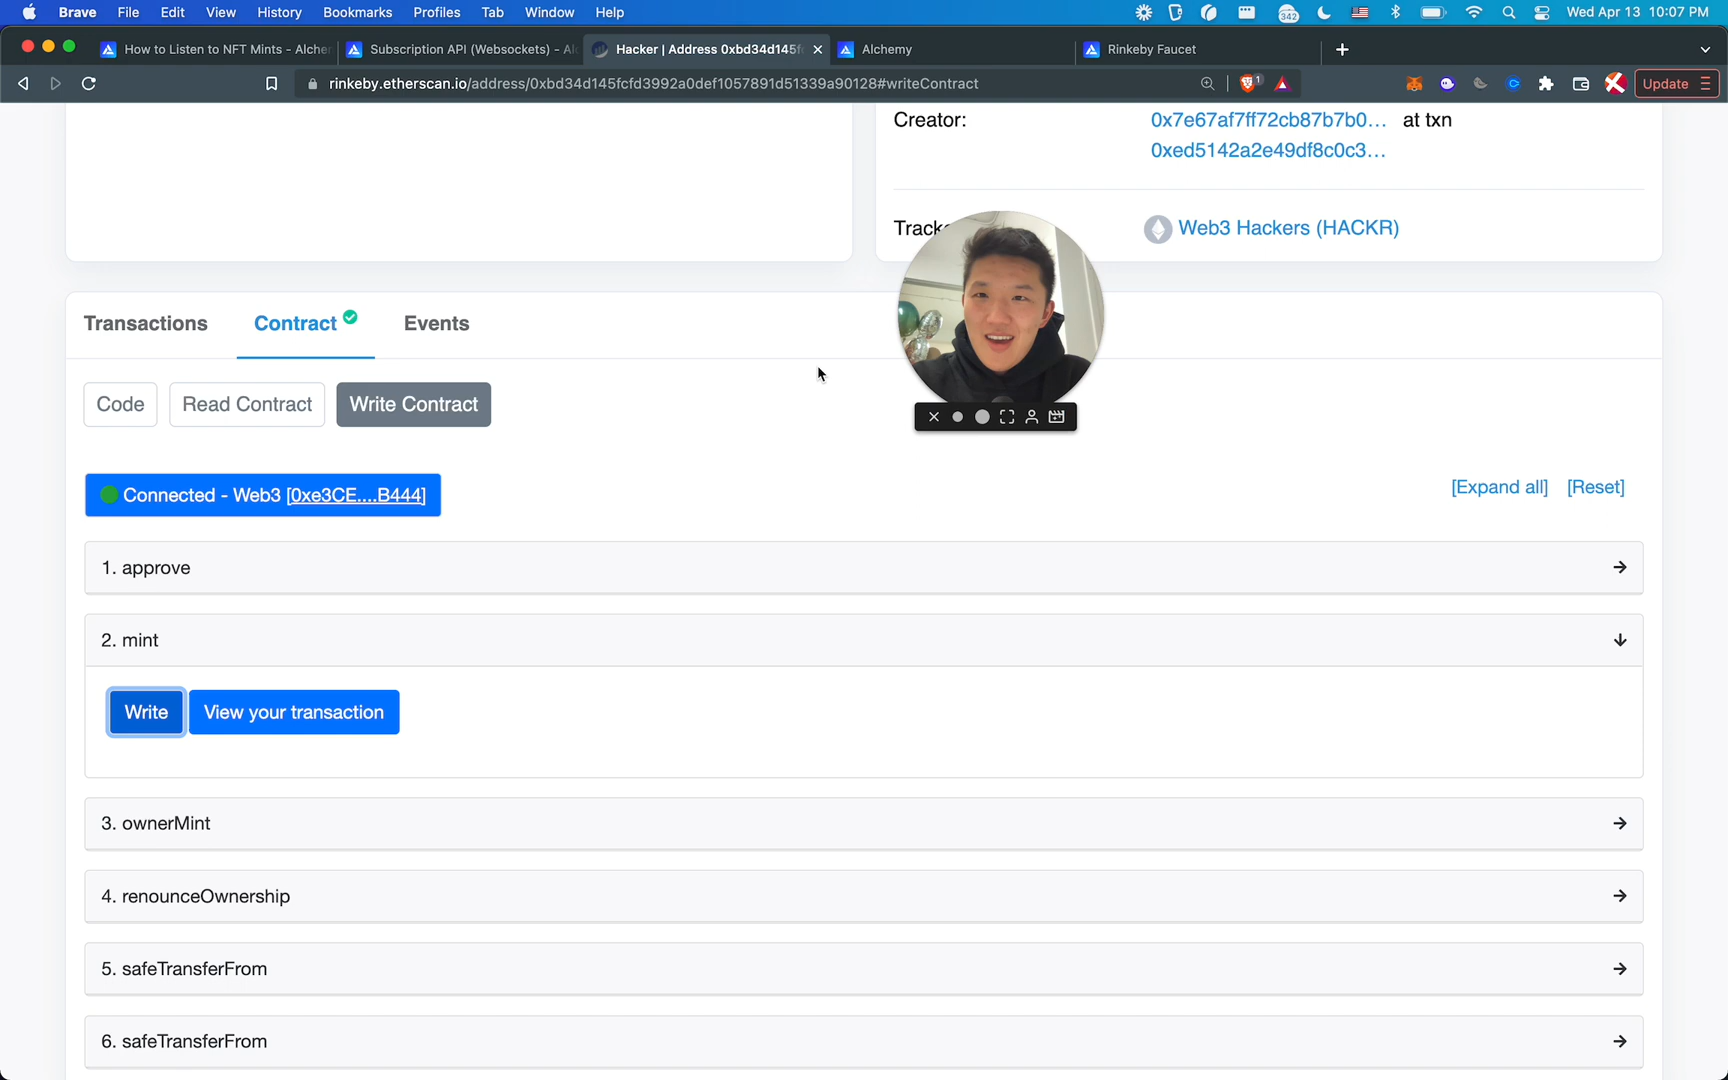 Brave File Edit View History Bookmarks Profiles Tab Window Help 342 Wed Apr 13 10:07 PM
How to Listen to NFT Mints - Alchem Subscription API (Websockets) - Al Hacker | Address 0xbd34d145f Alchemy Rinkeby Faucet
rinkeby.etherscan.io/address/0xbd34d145fcfd3992a0def1057891d51339a90128#writeContract 1 Update
Creator: 0x7e67af7ff72cb87b7b0... at txn
0xed5142a2e49df8c0c3...
Tracke Web3 Hackers (HACKR)
Transactions Contract Events
Code Read Contract Write Contract
Connected - Web3 [0xe3CE....B444] [Expand all] [Reset]
1. approve
2. mint
Write View your transaction
3. ownerMint
4. renounceOwnership
5. safeTransferFrom
6. safeTransferFrom